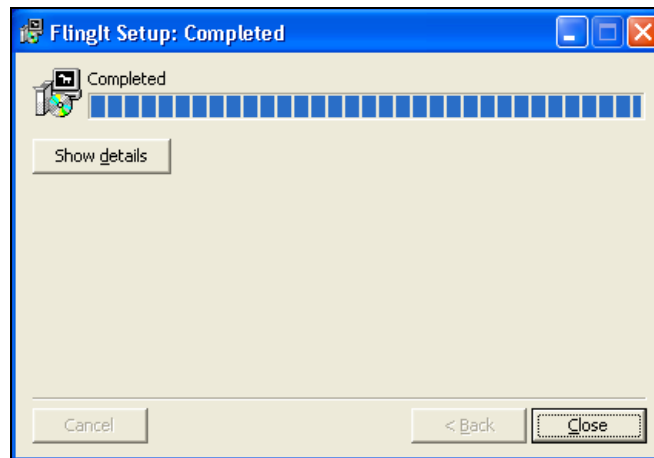 FlingIt Setup: Completed
Completed
Show details
Cancel
< Back
Close